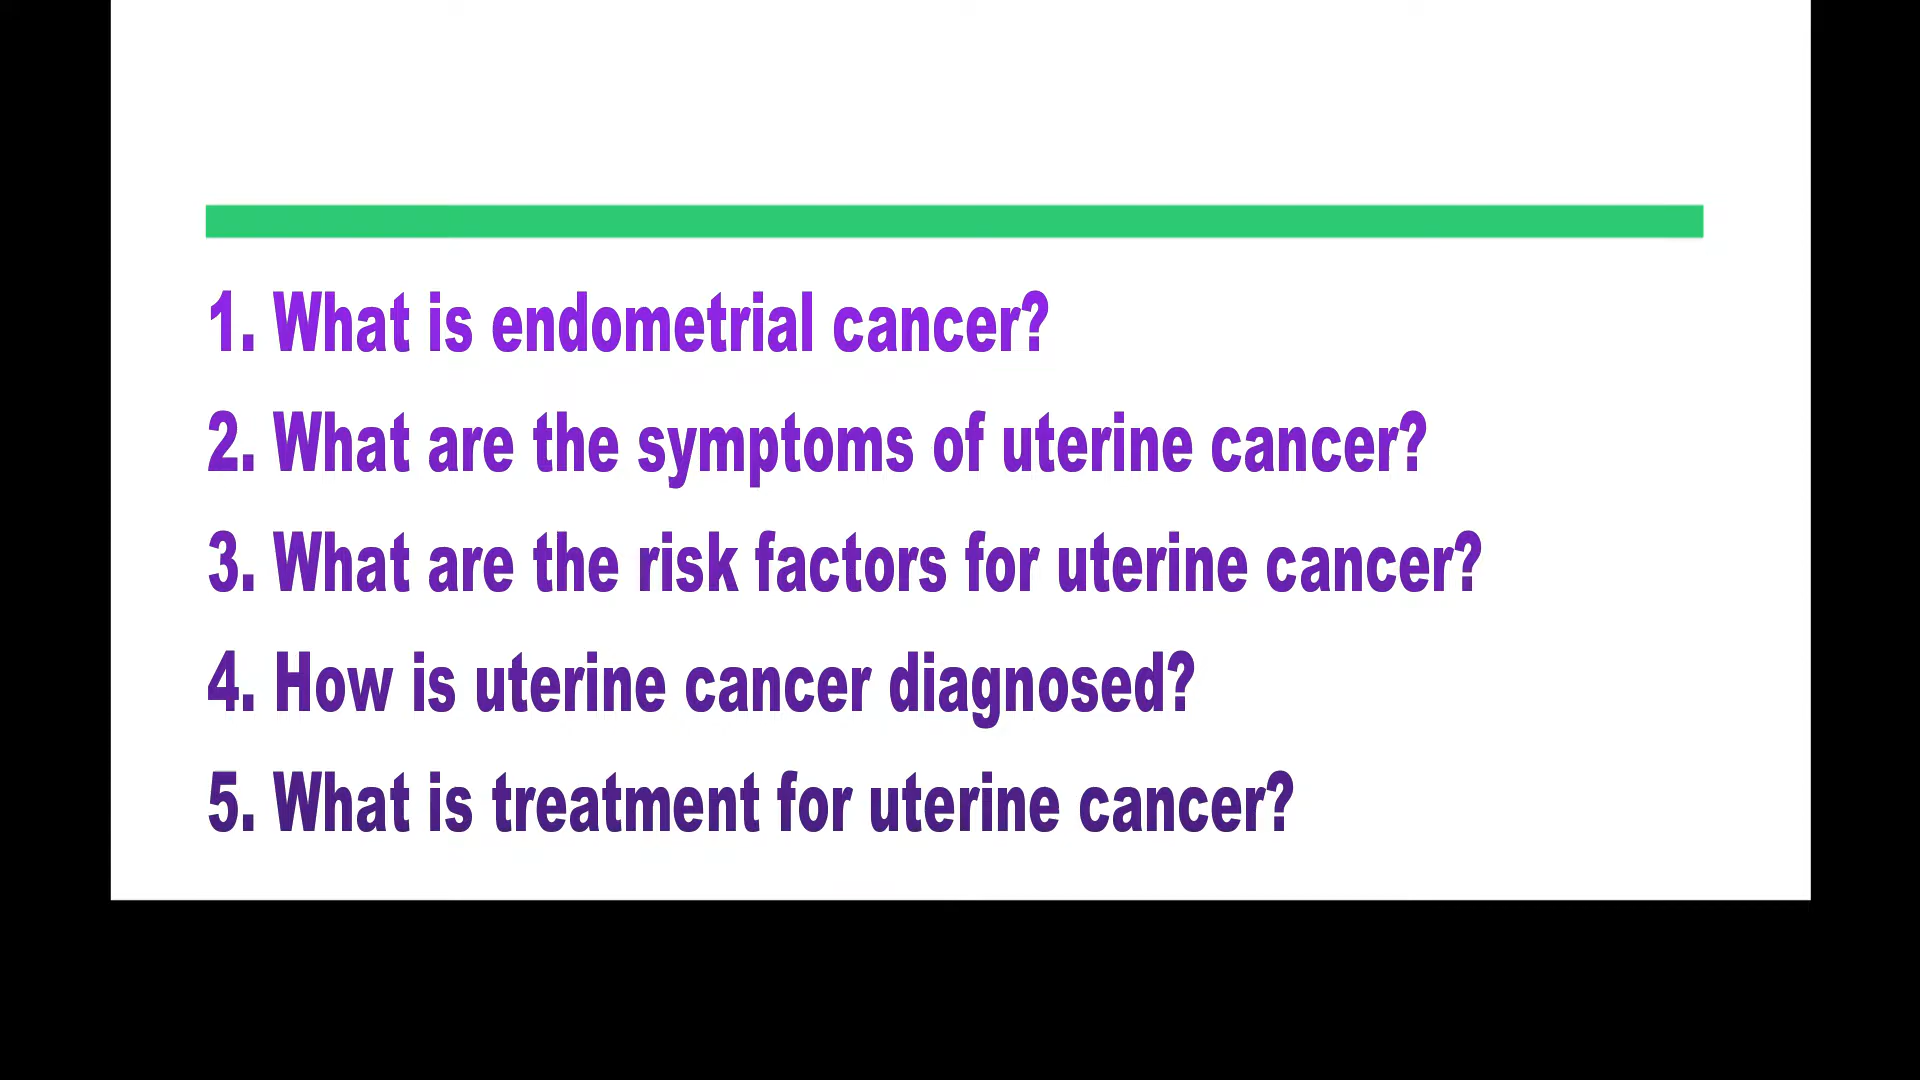 1. What is endometrial cancer?
2. What are the symptoms of uterine cancer?
3. What are the risk factors for uterine cancer?
4. How is uterine cancer diagnosed?
5. What is treatment for uterine cancer?